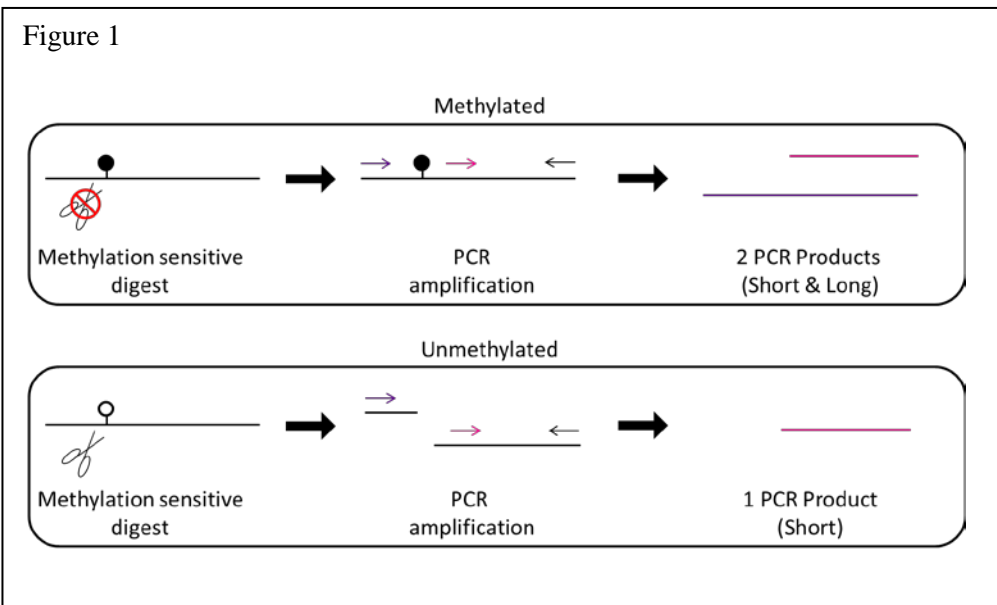 Figure 1
Methylated
Methylation sensitive
digest
PCR
amplification
2 PCR Products
(Short & Long)
Unmethylated
Methylation sensitive
digest
PCR
amplification
1 PCR Product
(Short)